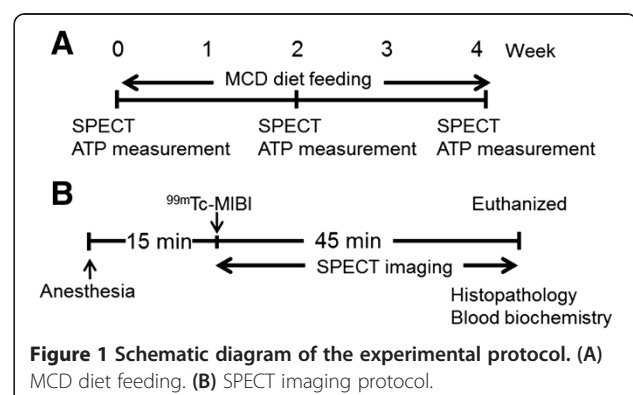 A
0 1 2 3 4 Week
MCD diet feeding
SPECT SPECT SPECT
ATP measurement ATP measurement ATP measurement
B
99mTc-MIBI Euthanized
15 min 45 min
SPECT imaging
Anesthesia
Histopathology
Blood biochemistry
Figure 1 Schematic diagram of the experimental protocol. (A)
MCD diet feeding. (B) SPECT imaging protocol.